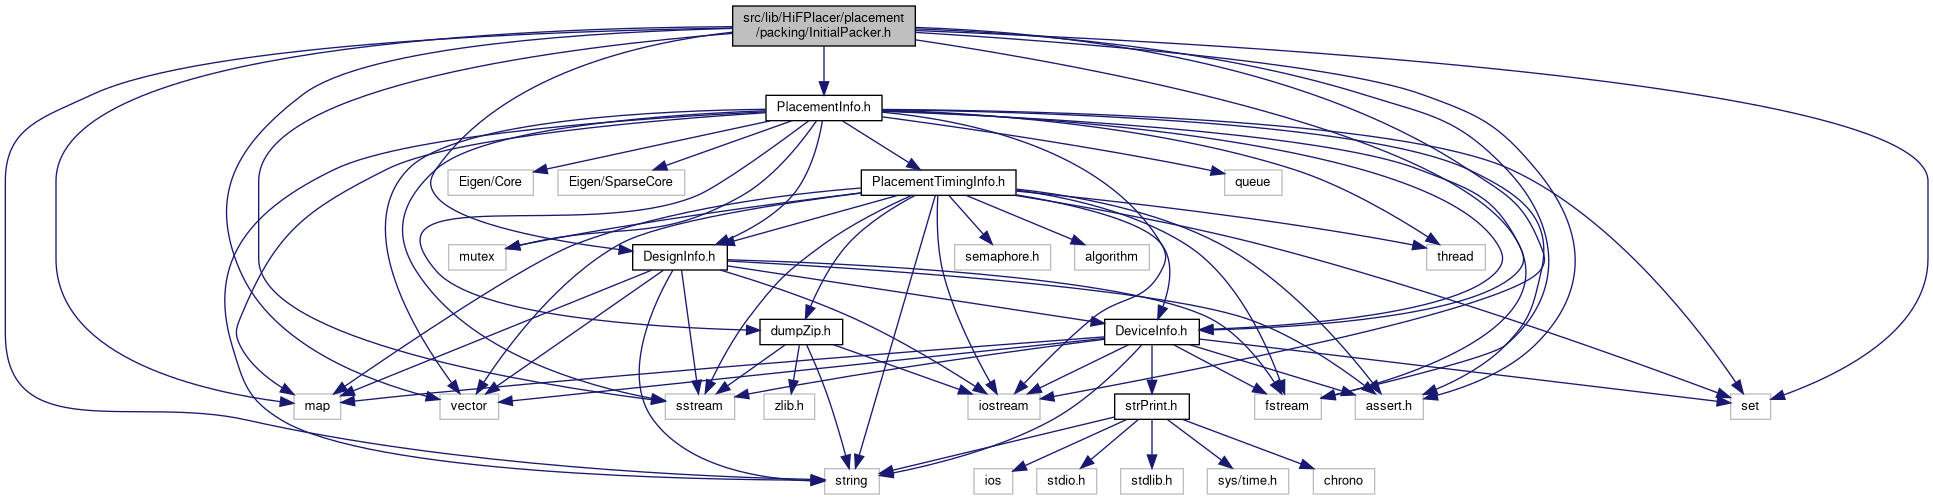 src/lib/HiFPlacer/placement
/packing/InitialPacker.h
PlacementInfo.h
Eigen/Core
Eigen/SparseCore
PlacementTimingInfo.h
queue
mutex
DesignInfo.h
semaphore.h
algorithm
thread
dumpZip.h
DeviceInfo.h
map
vector
sstream
zlib.h
iostream
strPrint.h
fstream
assert.h
set
string
ios
stdio.h
stdlib.h
sys/time.h
chrono